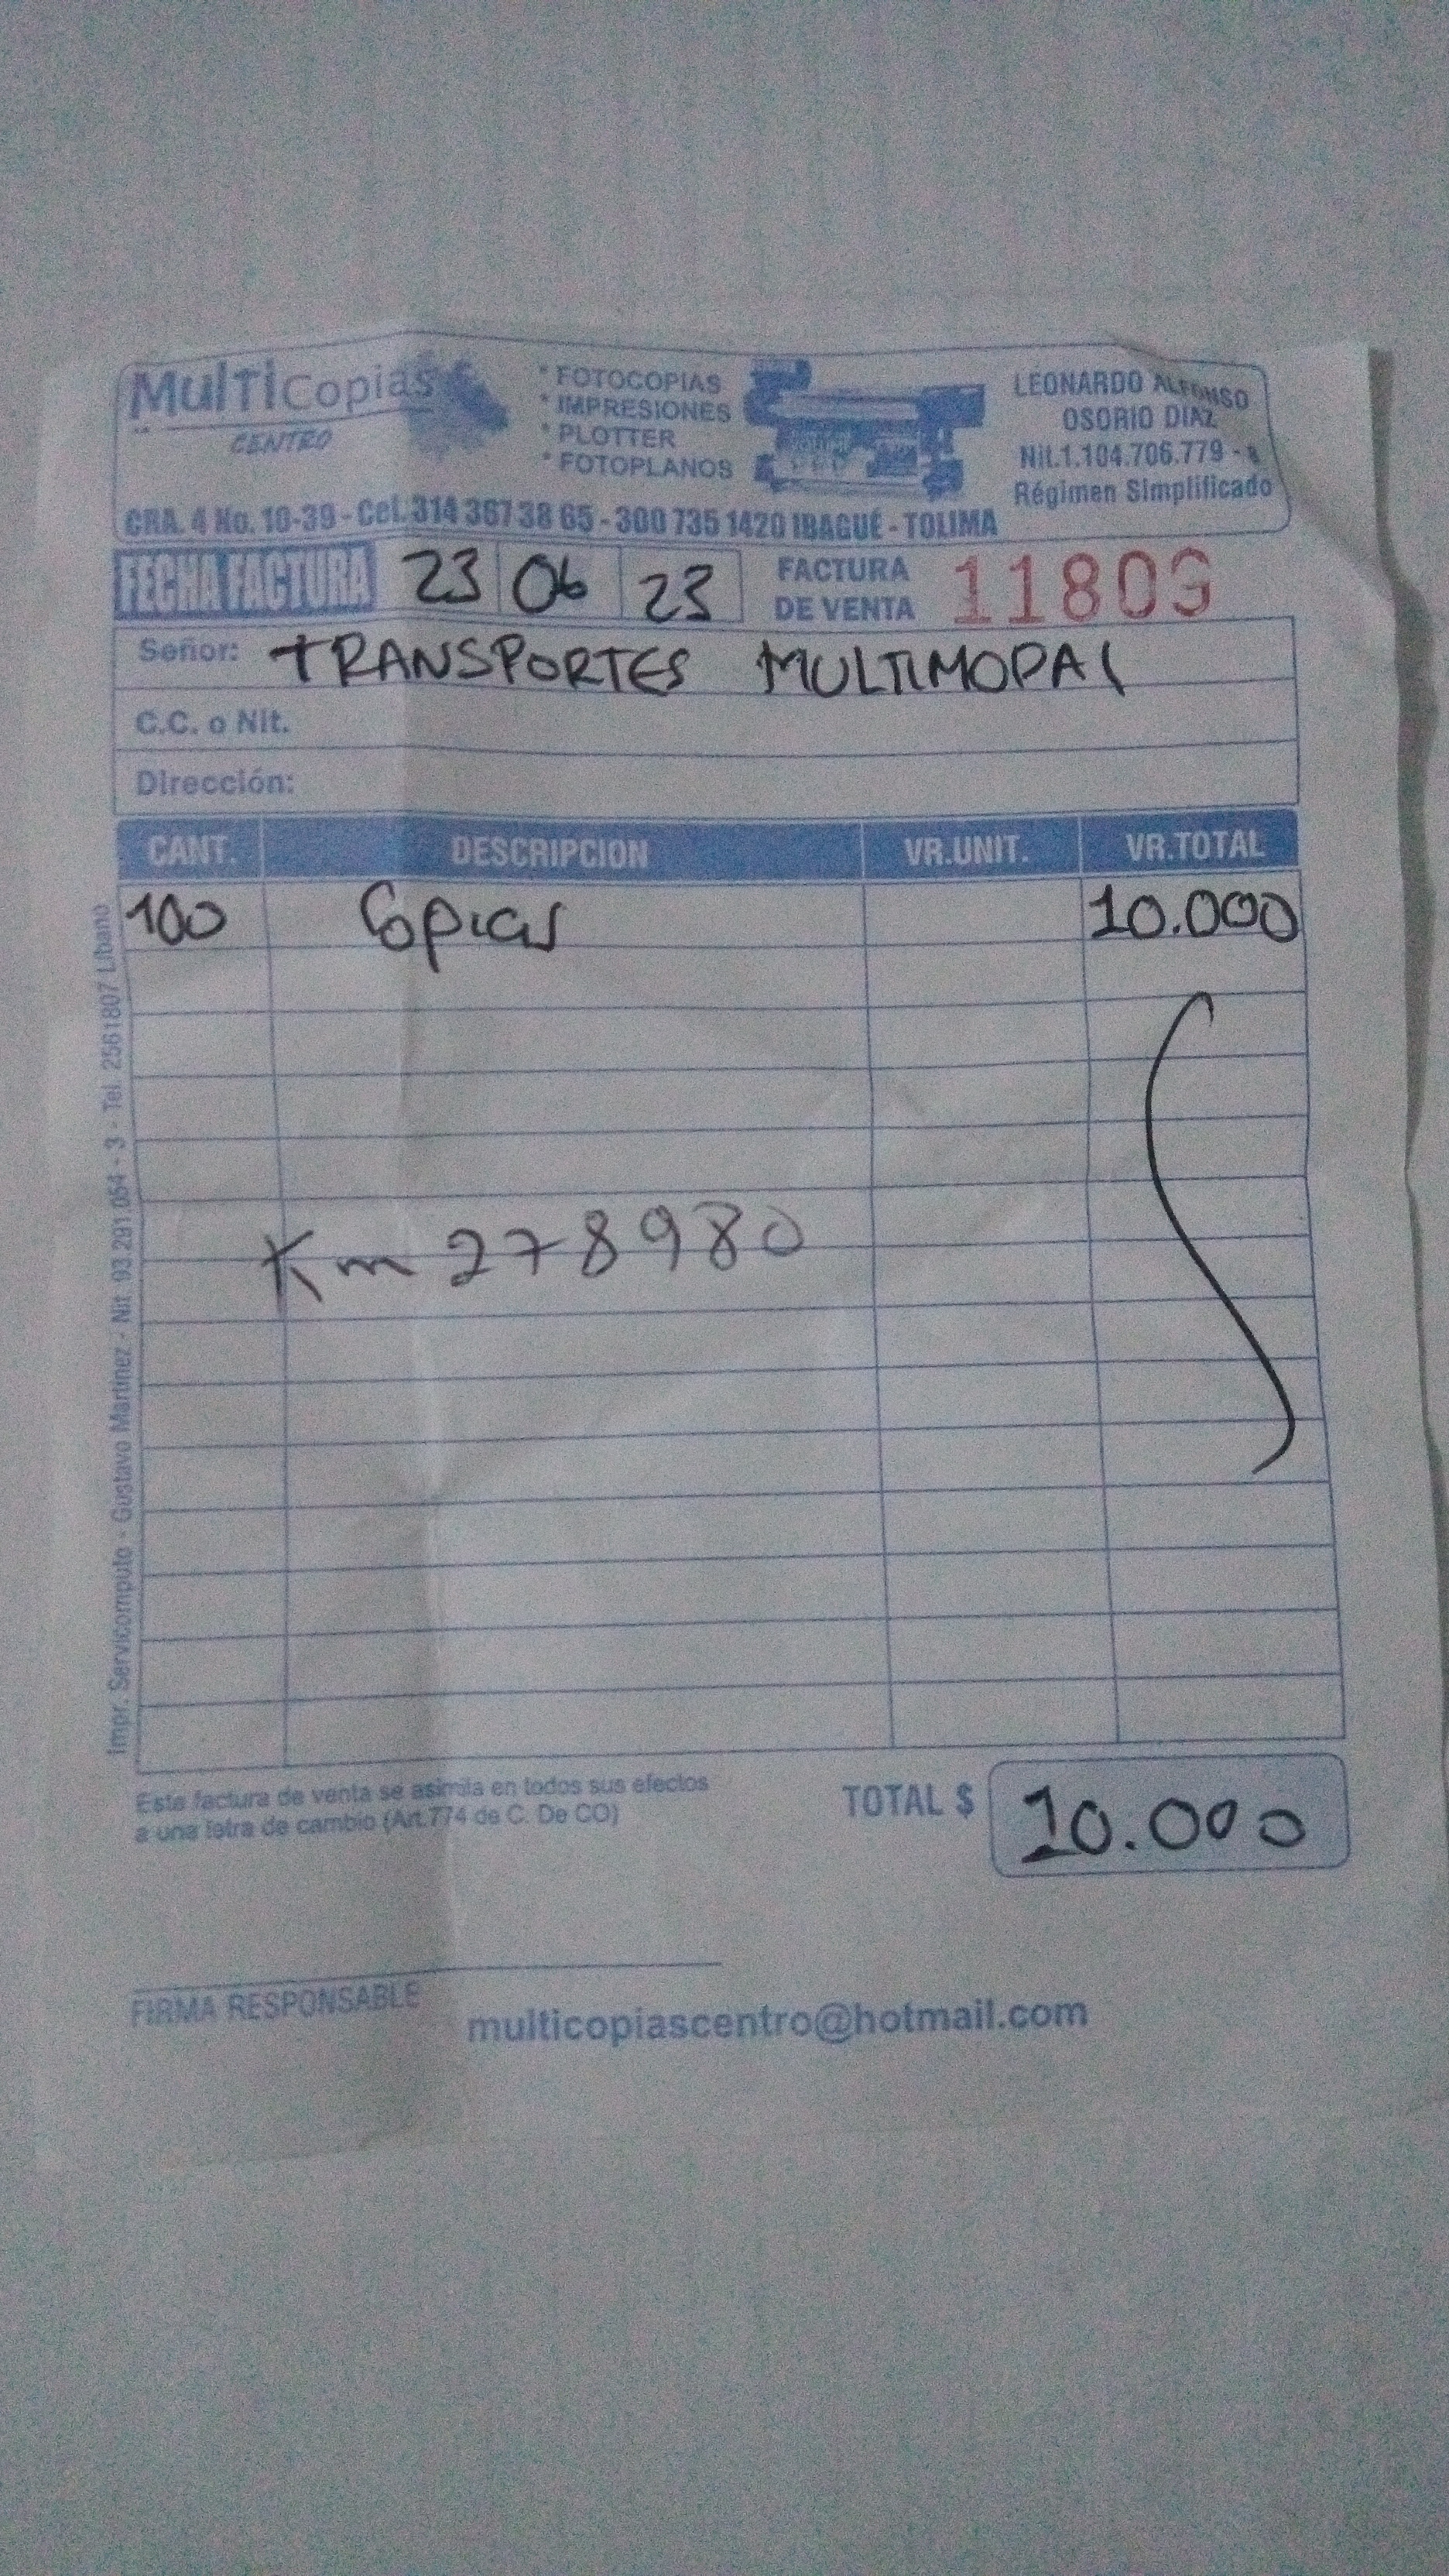 MulTiCopias
CENTRO
* FOTOCOPIAS
* IMPRESIONES
* PLOTTER
* FOTOPLANOS
LEONARDO ALFONSO
OSORIO DIAZ
Nit.1.104.706.779 -
Régimen Simplificado
CRA. 4 No. 10-39 - Cel. 314 367 38 65 - 300 735 1420 IBAGUÉ - TOLIMA
FECHA FACTURA 23 06 23
FACTURA
DE VENTA 11803
Señor: TRANSPORTES MULTIMODAL
C.C. o Nit.
Dirección:
CANT. DESCRIPCION VR.UNIT. VR.TOTAL
100 Copias 10.000
Km 278980
Impr. Servicomputo - Gustavo Martinez - Nit. 93.291.054 - 3 - Tel. 2561807 Líbano
Este factura de venta se asimila en todos sus efectos
a una letra de cambio (Art.774 de C. De CO)
TOTAL $ 10.000
FIRMA RESPONSABLE
multicopiascentro@hotmail.com